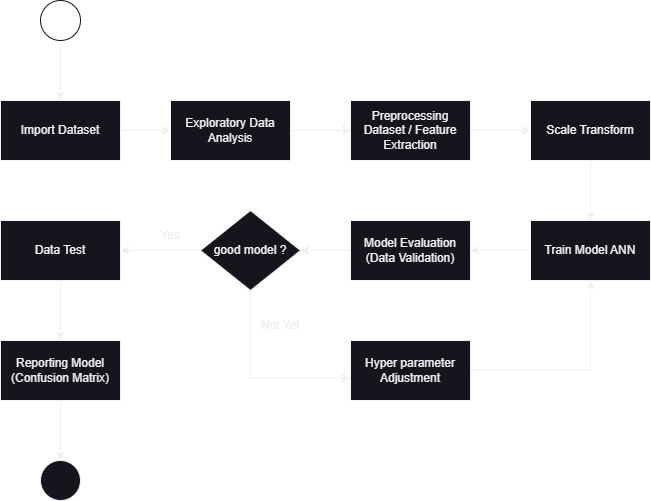 Import Dataset
Exploratory Data
Analysis
Preprocessing
Dataset / Feature
Extraction
Scale Transform
Data Test
Yes
good model ?
Model Evaluation
(Data Validation)
Train Model ANN
Not Yet
Reporting Model
(Confusion Matrix)
Hyper parameter
Adjustment